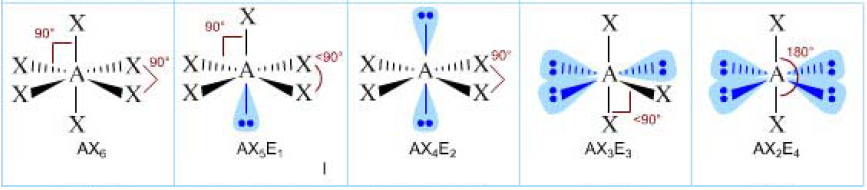 X
90°
X X 90°
A
X X
X
AX₆
X
90°
X X <90°
A
X X
AX₅E₁
I
X X 90°
A
X X
AX₄E₂
X
A
X
X
<90°
AX₃E₃
X
180°
A
X
AX₂E₄